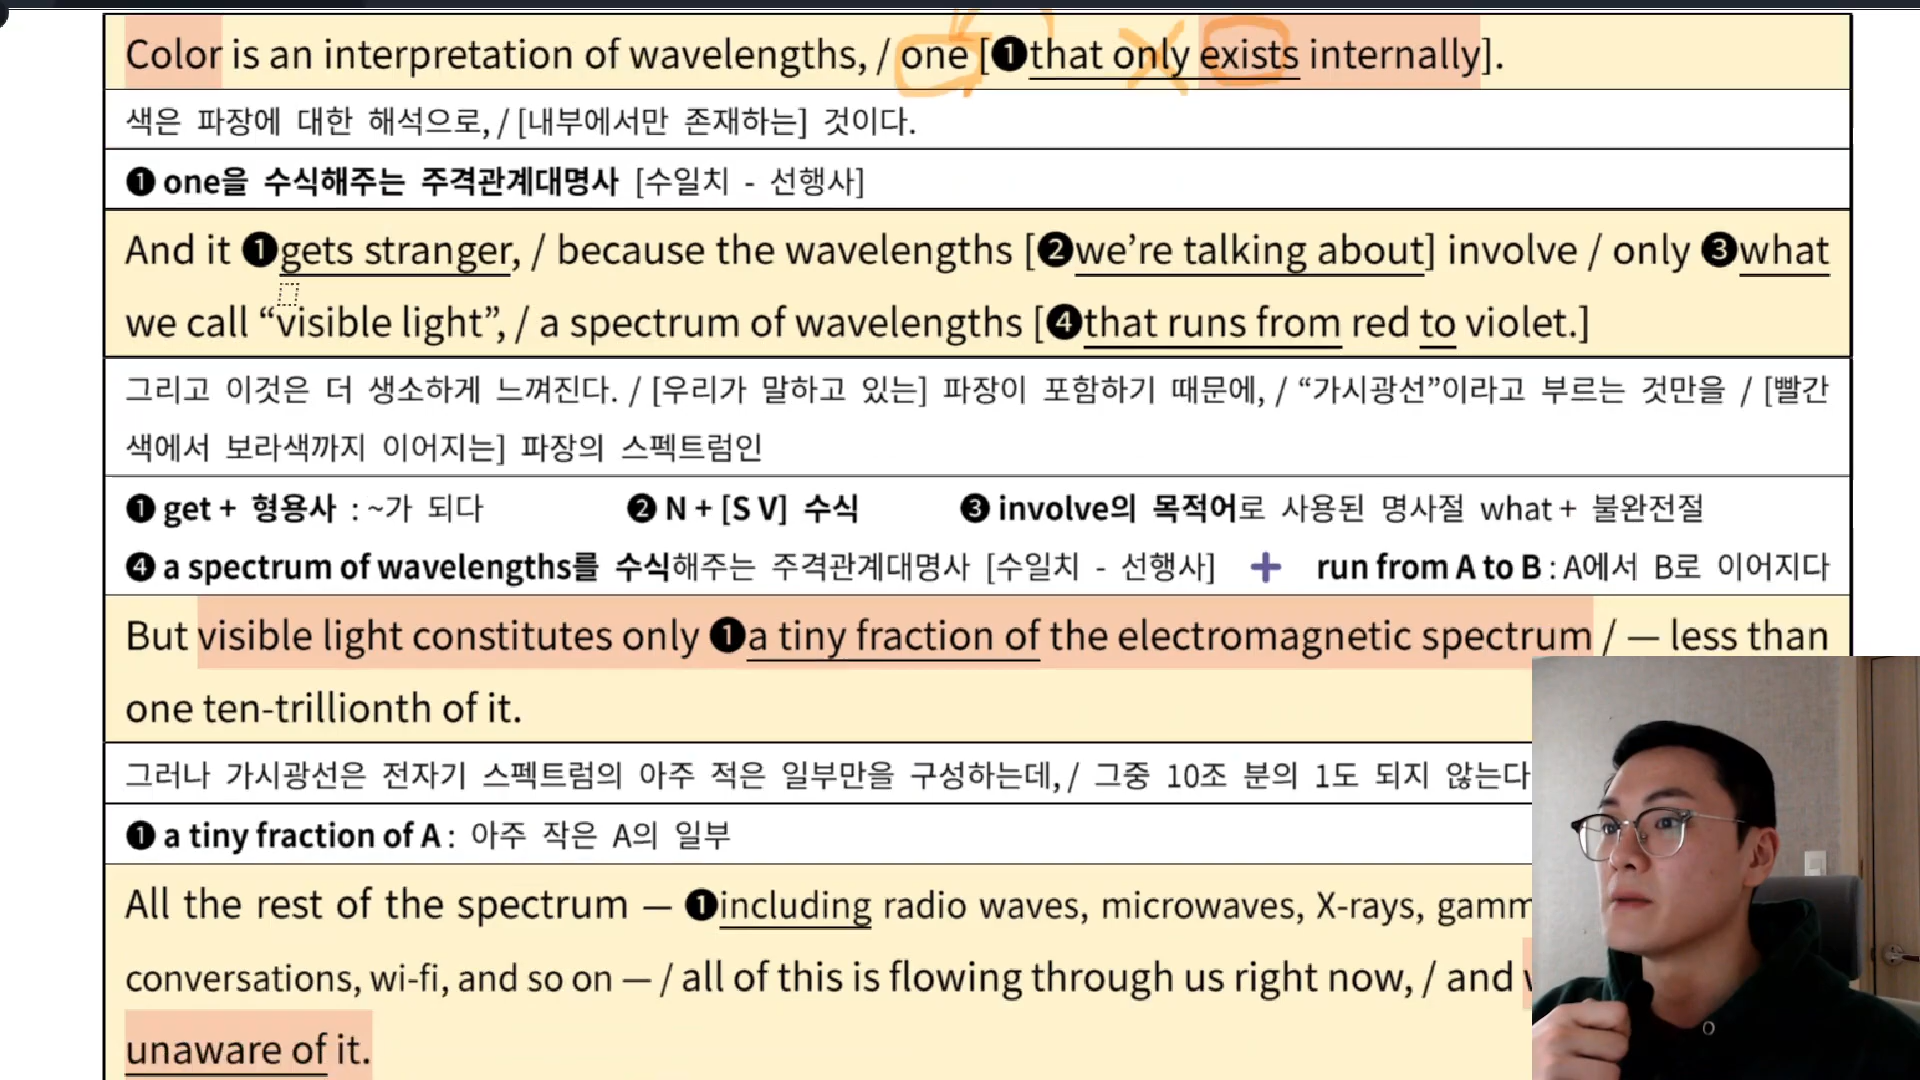 Color is an interpretation of wavelengths, / one [❶that only exists internally].
색은 파장에 대한 해석으로, / [내부에서만 존재하는] 것이다.
❶ one을 수식해주는 주격관계대명사 [수일치 - 선행사]
And it ❶gets stranger, / because the wavelengths [❷we’re talking about] involve / only ❸what
we call “visible light”, / a spectrum of wavelengths [❹that runs from red to violet.]
그리고 이것은 더 생소하게 느껴진다. / [우리가 말하고 있는] 파장이 포함하기 때문에, / “가시광선”이라고 부르는 것만을 / [빨간
색에서 보라색까지 이어지는] 파장의 스펙트럼인
❶ get + 형용사 : ~가 되다 ❷ N + [S V] 수식 ❸ involve의 목적어로 사용된 명사절 what + 불완전절
❹ a spectrum of wavelengths를 수식해주는 주격관계대명사 [수일치 - 선행사] + run from A to B : A에서 B로 이어지다
But visible light constitutes only ❶a tiny fraction of the electromagnetic spectrum / — less than
one ten-trillionth of it.
그러나 가시광선은 전자기 스펙트럼의 아주 적은 일부만을 구성하는데, / 그중 10조 분의 1도 되지 않는다
❶ a tiny fraction of A : 아주 작은 A의 일부
All the rest of the spectrum — ❶including radio waves, microwaves, X-rays,
conversations, wi-fi, and so on — / all of this is flowing through us right now, / and
unaware of it.